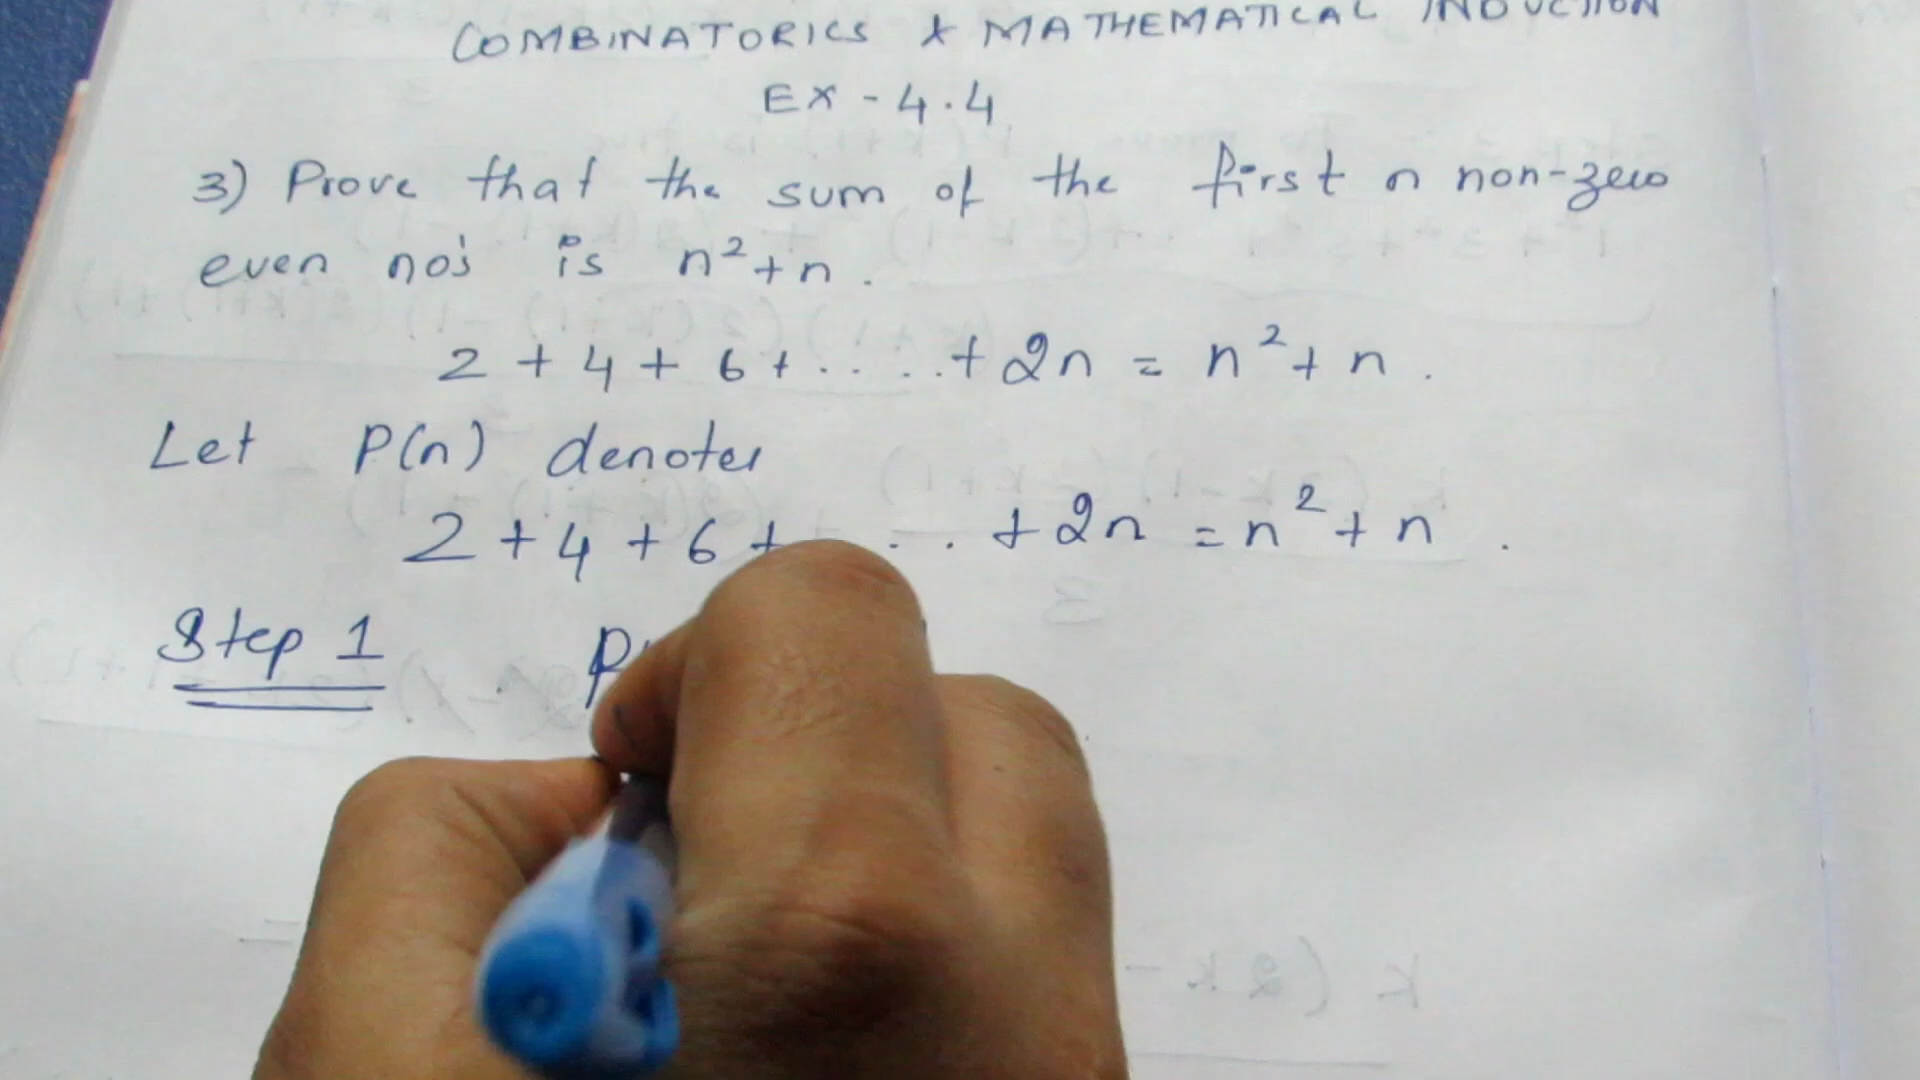 COMBINATORICS & MATHEMATICAL INDUCTION
EX - 4.4
3) Prove that the sum of the first n non-zero
even no's is n²+n.
2 + 4 + 6 + . . . . + 2n = n² + n .
Let P(n) denotes
2 + 4 + 6 + . . + 2n = n² + n .
Step 1 P